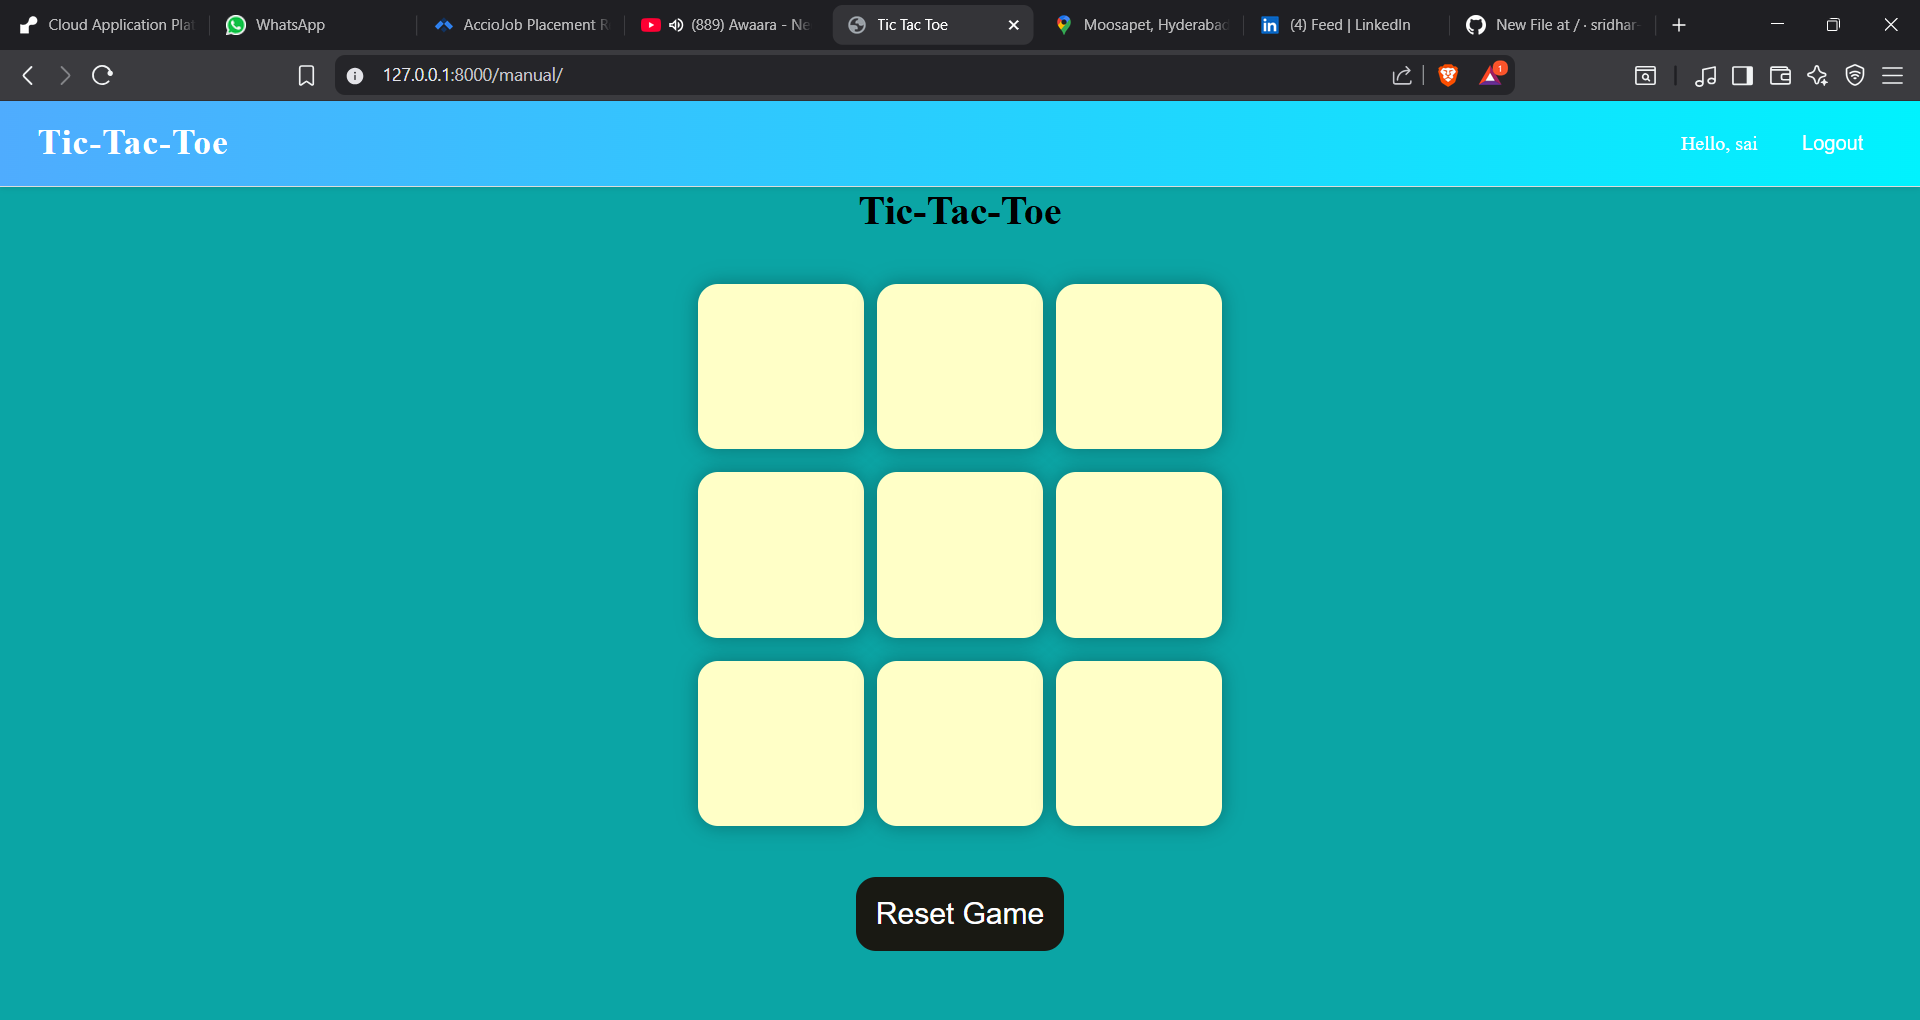 Cloud Application Pla
WhatsApp
AccioJob Placement R
(889) Awaara - Ne
Tic Tac Toe
Moosapet, Hyderabad
(4) Feed | LinkedIn
New File at / · sridhar-
127.0.0.1:8000/manual/
1
Tic-Tac-Toe
Hello, sai
Logout
Tic-Tac-Toe
Reset Game